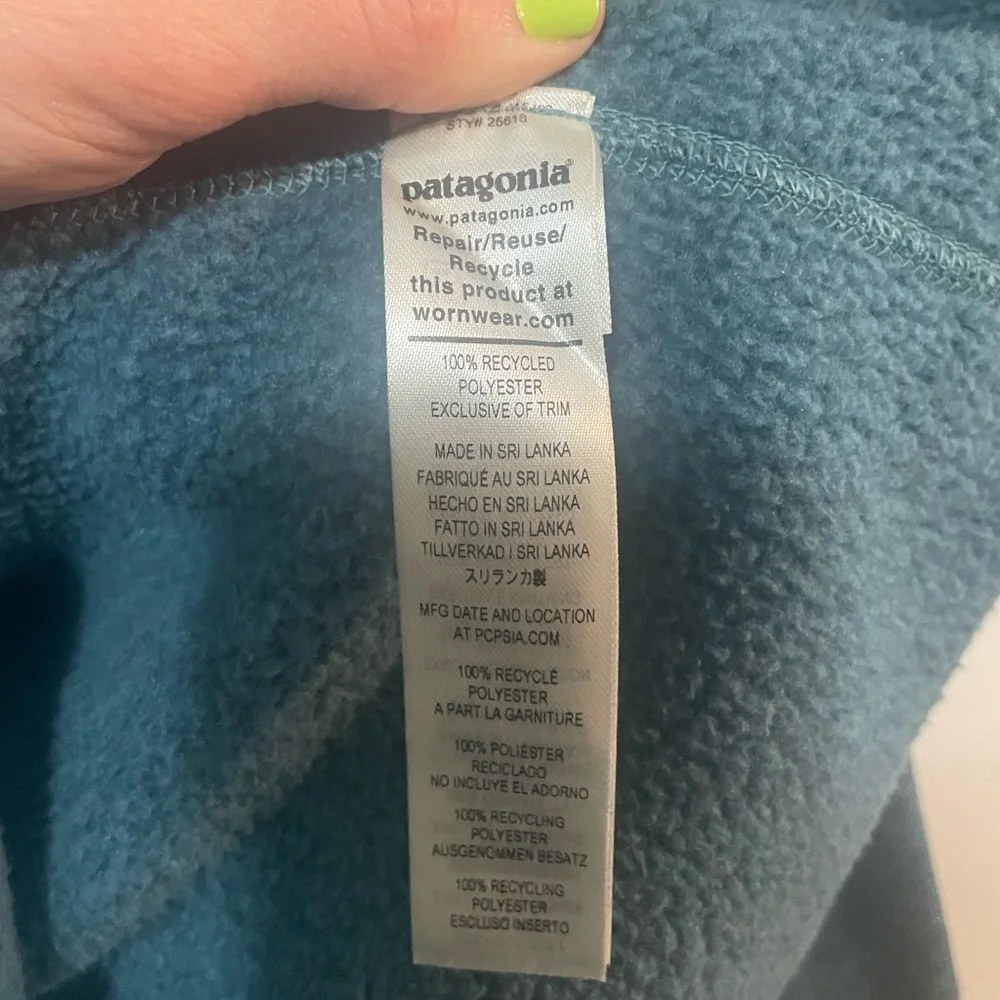 STY# 25618
patagonia®
www.patagonia.com
Repair/Reuse/
Recycle
this product at
wornwear.com
100% RECYCLED
POLYESTER
EXCLUSIVE OF TRIM
MADE IN SRI LANKA
FABRIQUÉ AU SRI LANKA
HECHO EN SRI LANKA
FATTO IN SRI LANKA
TILLVERKAD I SRI LANKA
スリランカ製
MFG DATE AND LOCATION
AT PCPSIA.COM
100% RECYCLÉ
POLYESTER
A PART LA GARNITURE
100% POLIÉSTER
RECICLADO
NO INCLUYE EL ADORNO
100% RECYCLING
POLYESTER
AUSGENOMMEN BESATZ
100% RECYCLING
POLYESTER
ESCLUSO INSERTO